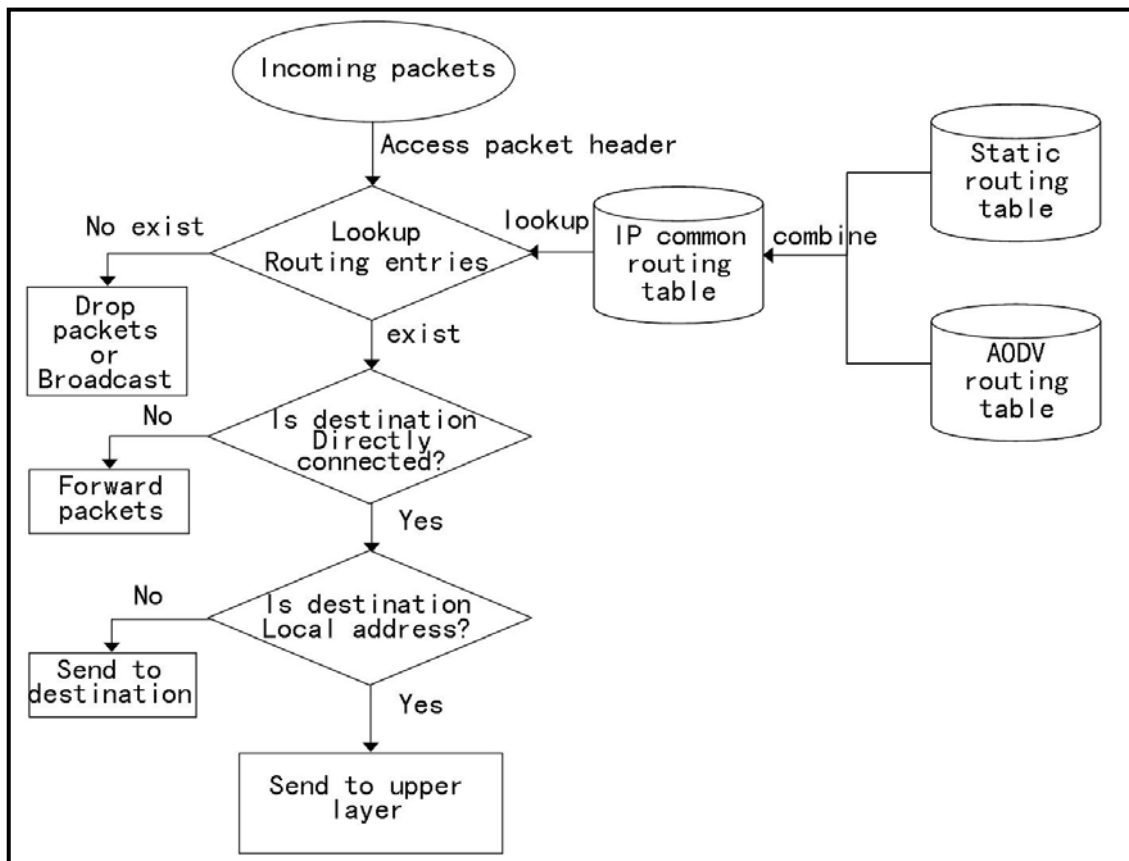 Incoming packets
Access packet header
Static
routing
table
No exist
Lookup
Routing entries
lookup
IP common
routing
table
combine
Drop
packets
or
Broadcast
exist
AODV
routing
table
No
Is destination
Directly
connected?
Forward
packets
Yes
No
Is destination
Local address?
Send to
destination
Yes
Send to upper
layer